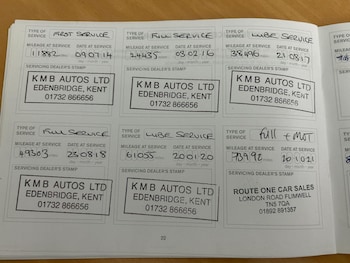 TYPE OF SERVICE FIRST SERVICE
MILEAGE AT SERVICE DATE AT SERVICE
11882 09.07.14
SERVICING DEALER'S STAMP
KMB AUTOS LTD
EDENBRIDGE, KENT
01732 866656
TYPE OF SERVICE FULL SERVICE
MILEAGE AT SERVICE DATE AT SERVICE
24435 03.02.16
SERVICING DEALER'S STAMP
KMB AUTOS LTD
EDENBRIDGE, KENT
01732 866656
TYPE OF SERVICE LUBE SERVICE
MILEAGE AT SERVICE DATE AT SERVICE
38496 21.08.17
SERVICING DEALER'S STAMP
KMB AUTOS LTD
EDENBRIDGE, KENT
01732 866656
TYPE OF SERVICE FULL SERVICE
MILEAGE AT SERVICE DATE AT SERVICE
49303 23.08.18
SERVICING DEALER'S STAMP
KMB AUTOS LTD
EDENBRIDGE, KENT
01732 866656
TYPE OF SERVICE LUBE SERVICE
MILEAGE AT SERVICE DATE AT SERVICE
61055 20.01.20
SERVICING DEALER'S STAMP
KMB AUTOS LTD
EDENBRIDGE, KENT
01732 866656
TYPE OF SERVICE Full + MOT
MILEAGE AT SERVICE DATE AT SERVICE
SERVICING DEALER'S STAMP
ROUTE ONE CAR SALES
LONDON ROAD FLIMWELL
TN5 7QA
01892 891367